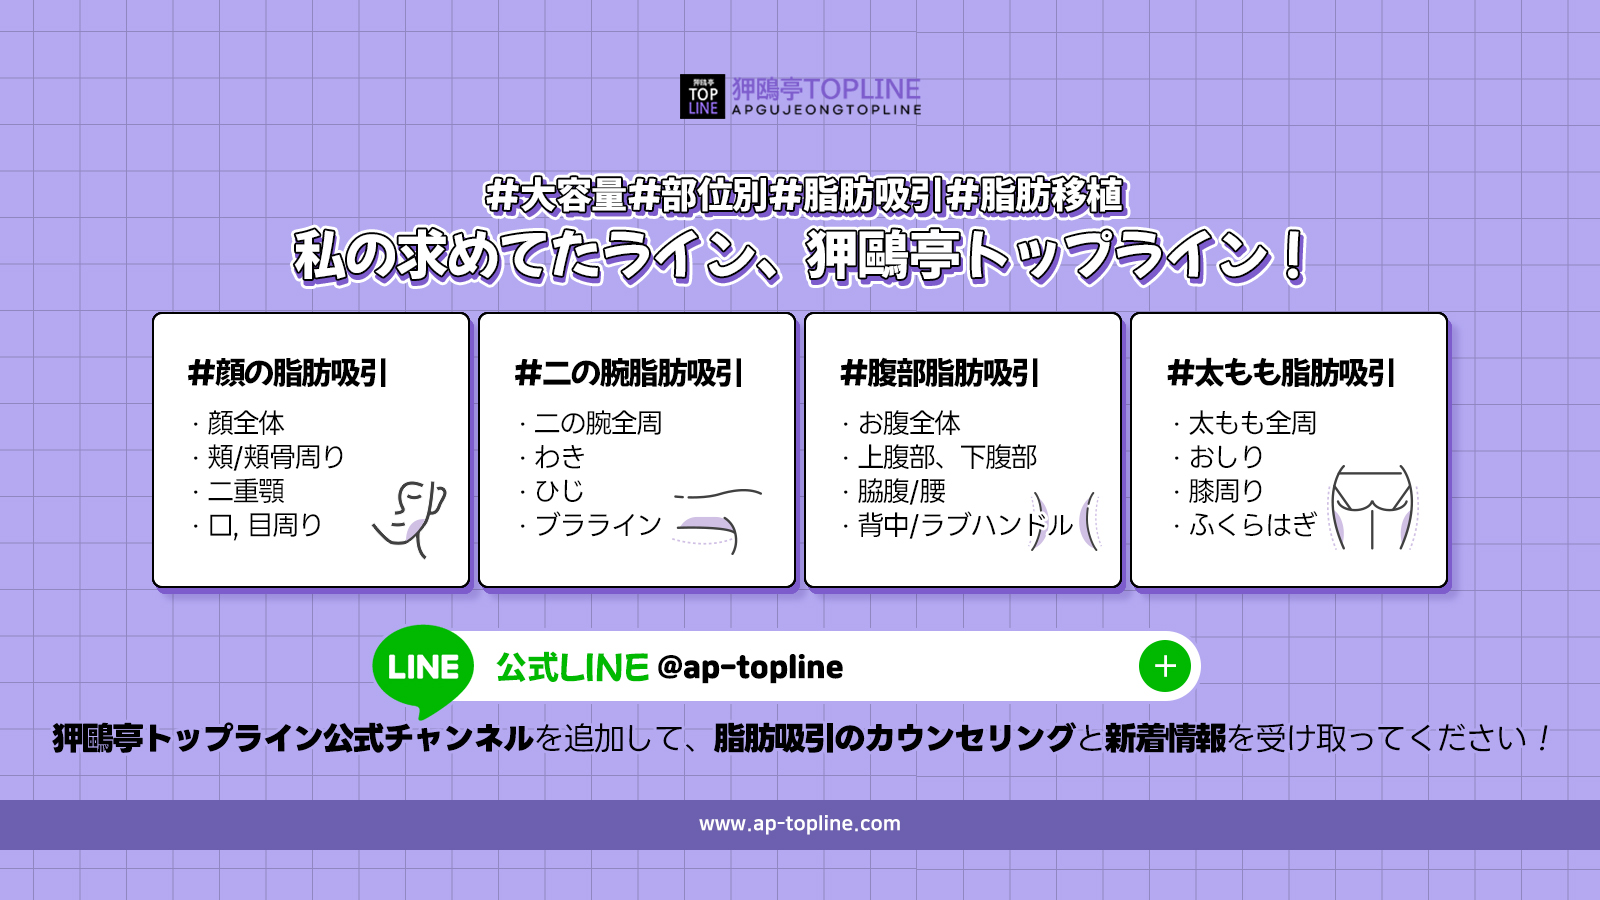 狎鷗亭
TOP
LINE
狎鷗亭TOPLINE
APGUJEONGTOPLINE
#大容量#部位別#脂肪吸引#脂肪移植
私の求めてたライン、狎鷗亭トップライン！
#顔の脂肪吸引
· 顔全体
· 頬/頬骨周り
· 二重顎
· 口, 目周り
#二の腕脂肪吸引
· 二の腕全周
· わき
· ひじ
· ブラライン
#腹部脂肪吸引
· お腹全体
· 上腹部、下腹部
· 脇腹/腰
· 背中/ラブハンドル
#太もも脂肪吸引
· 太もも全周
· おしり
· 膝周り
· ふくらはぎ
LINE
公式LINE @ap-topline
狎鷗亭トップライン公式チャンネルを追加して、脂肪吸引のカウンセリングと新着情報を受け取ってください！
www.ap-topline.com